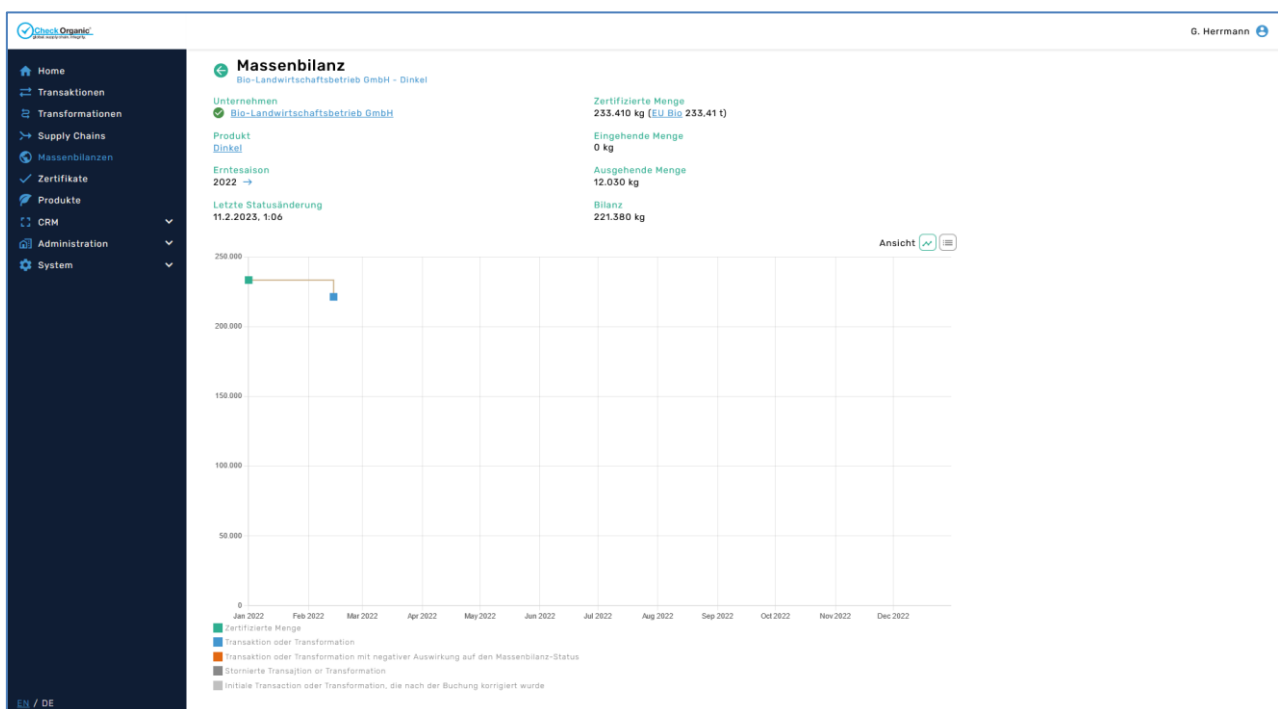 Check Organic
global supply chain integrity
G. Herrmann
Home
Transaktionen
Transformationen
Supply Chains
Massenbilanzen
Zertifikate
Produkte
CRM
Administration
System
EN / DE
Massenbilanz
Bio-Landwirtschaftsbetrieb GmbH - Dinkel
Unternehmen
Bio-Landwirtschaftsbetrieb GmbH
Produkt
Dinkel
Erntesaison
2022 →
Letzte Statusänderung
11.2.2023, 1:06
Zertifizierte Menge
233.410 kg (EU Bio 233,41 t)
Eingehende Menge
0 kg
Ausgehende Menge
12.030 kg
Bilanz
221.380 kg
Ansicht
250.000
200.000
150.000
100.000
50.000
0
Jan 2022 Feb 2022 Mar 2022 Apr 2022 May 2022 Jun 2022 Jul 2022 Aug 2022 Sep 2022 Oct 2022 Nov 2022 Dec 2022
Zertifizierte Menge
Transaktion oder Transformation
Transaktion oder Transformation mit negativer Auswirkung auf den Massenbilanz-Status
Stornierte Transajtion or Transformation
Initiale Transaction oder Transformation, die nach der Buchung korrigiert wurde